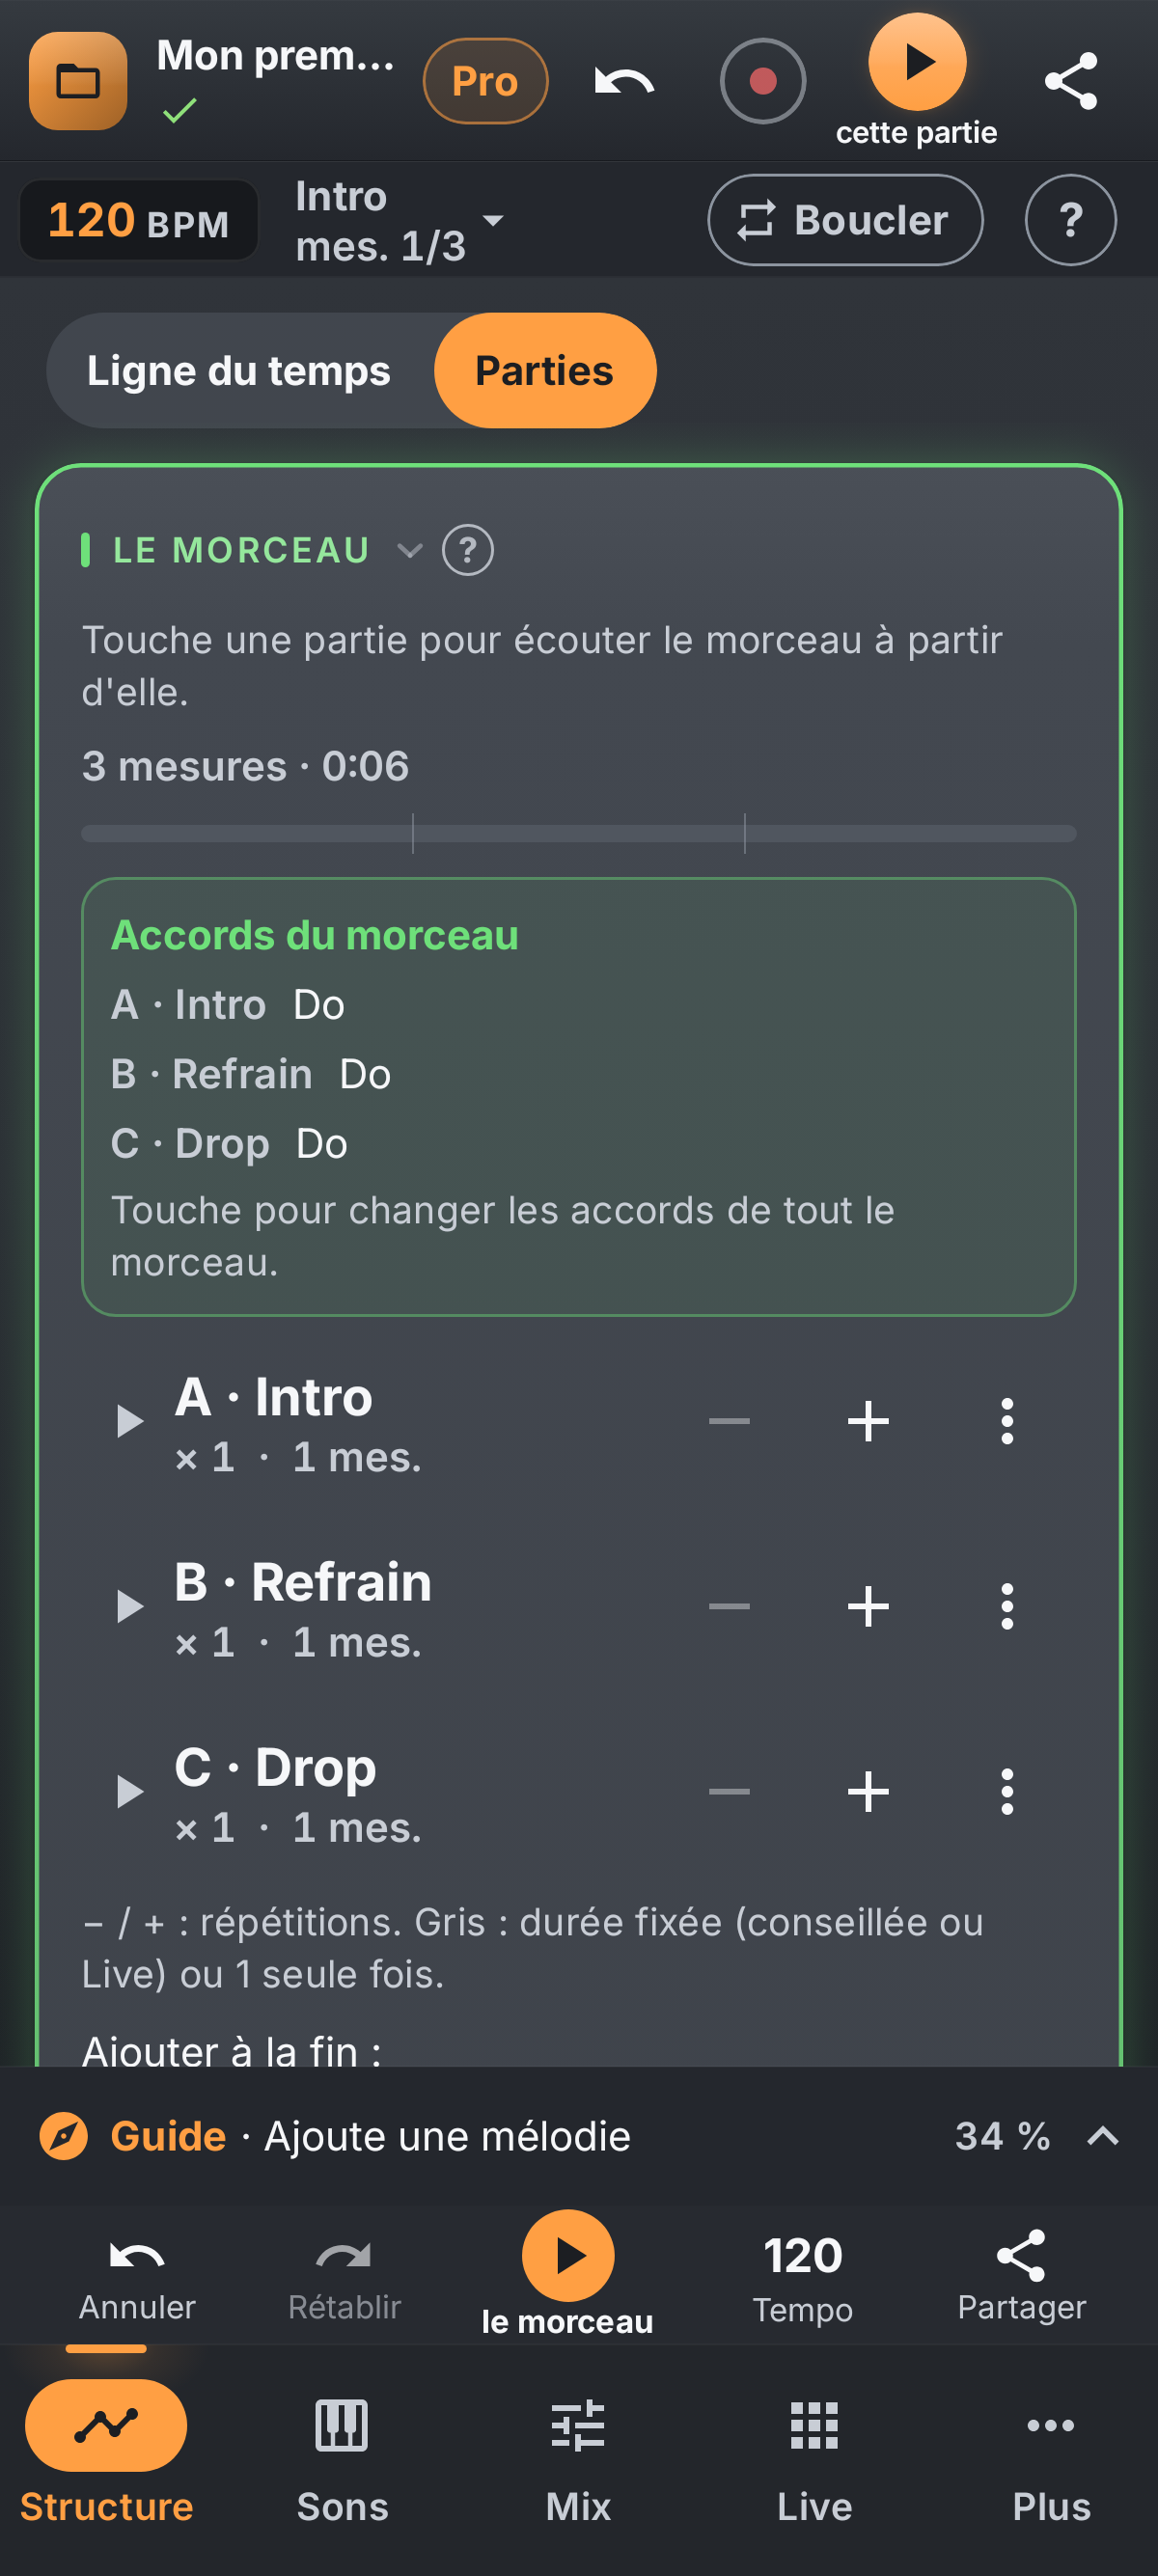 Mon prem...
Pro
cette partie
120 BPM
Intro
mes. 1/3
Boucler
?
Ligne du temps
Parties
LE MORCEAU
?
Touche une partie pour écouter le morceau à partir
d'elle.
3 mesures · 0:06
Accords du morceau
A · Intro Do
B · Refrain Do
C · Drop Do
Touche pour changer les accords de tout le
morceau.
A · Intro
× 1 · 1 mes.
B · Refrain
× 1 · 1 mes.
C · Drop
× 1 · 1 mes.
− / + : répétitions. Gris : durée fixée (conseillée ou
Live) ou 1 seule fois.
Ajouter à la fin :
Guide · Ajoute une mélodie
34 %
Annuler
Rétablir
le morceau
120
Tempo
Partager
Structure
Sons
Mix
Live
Plus